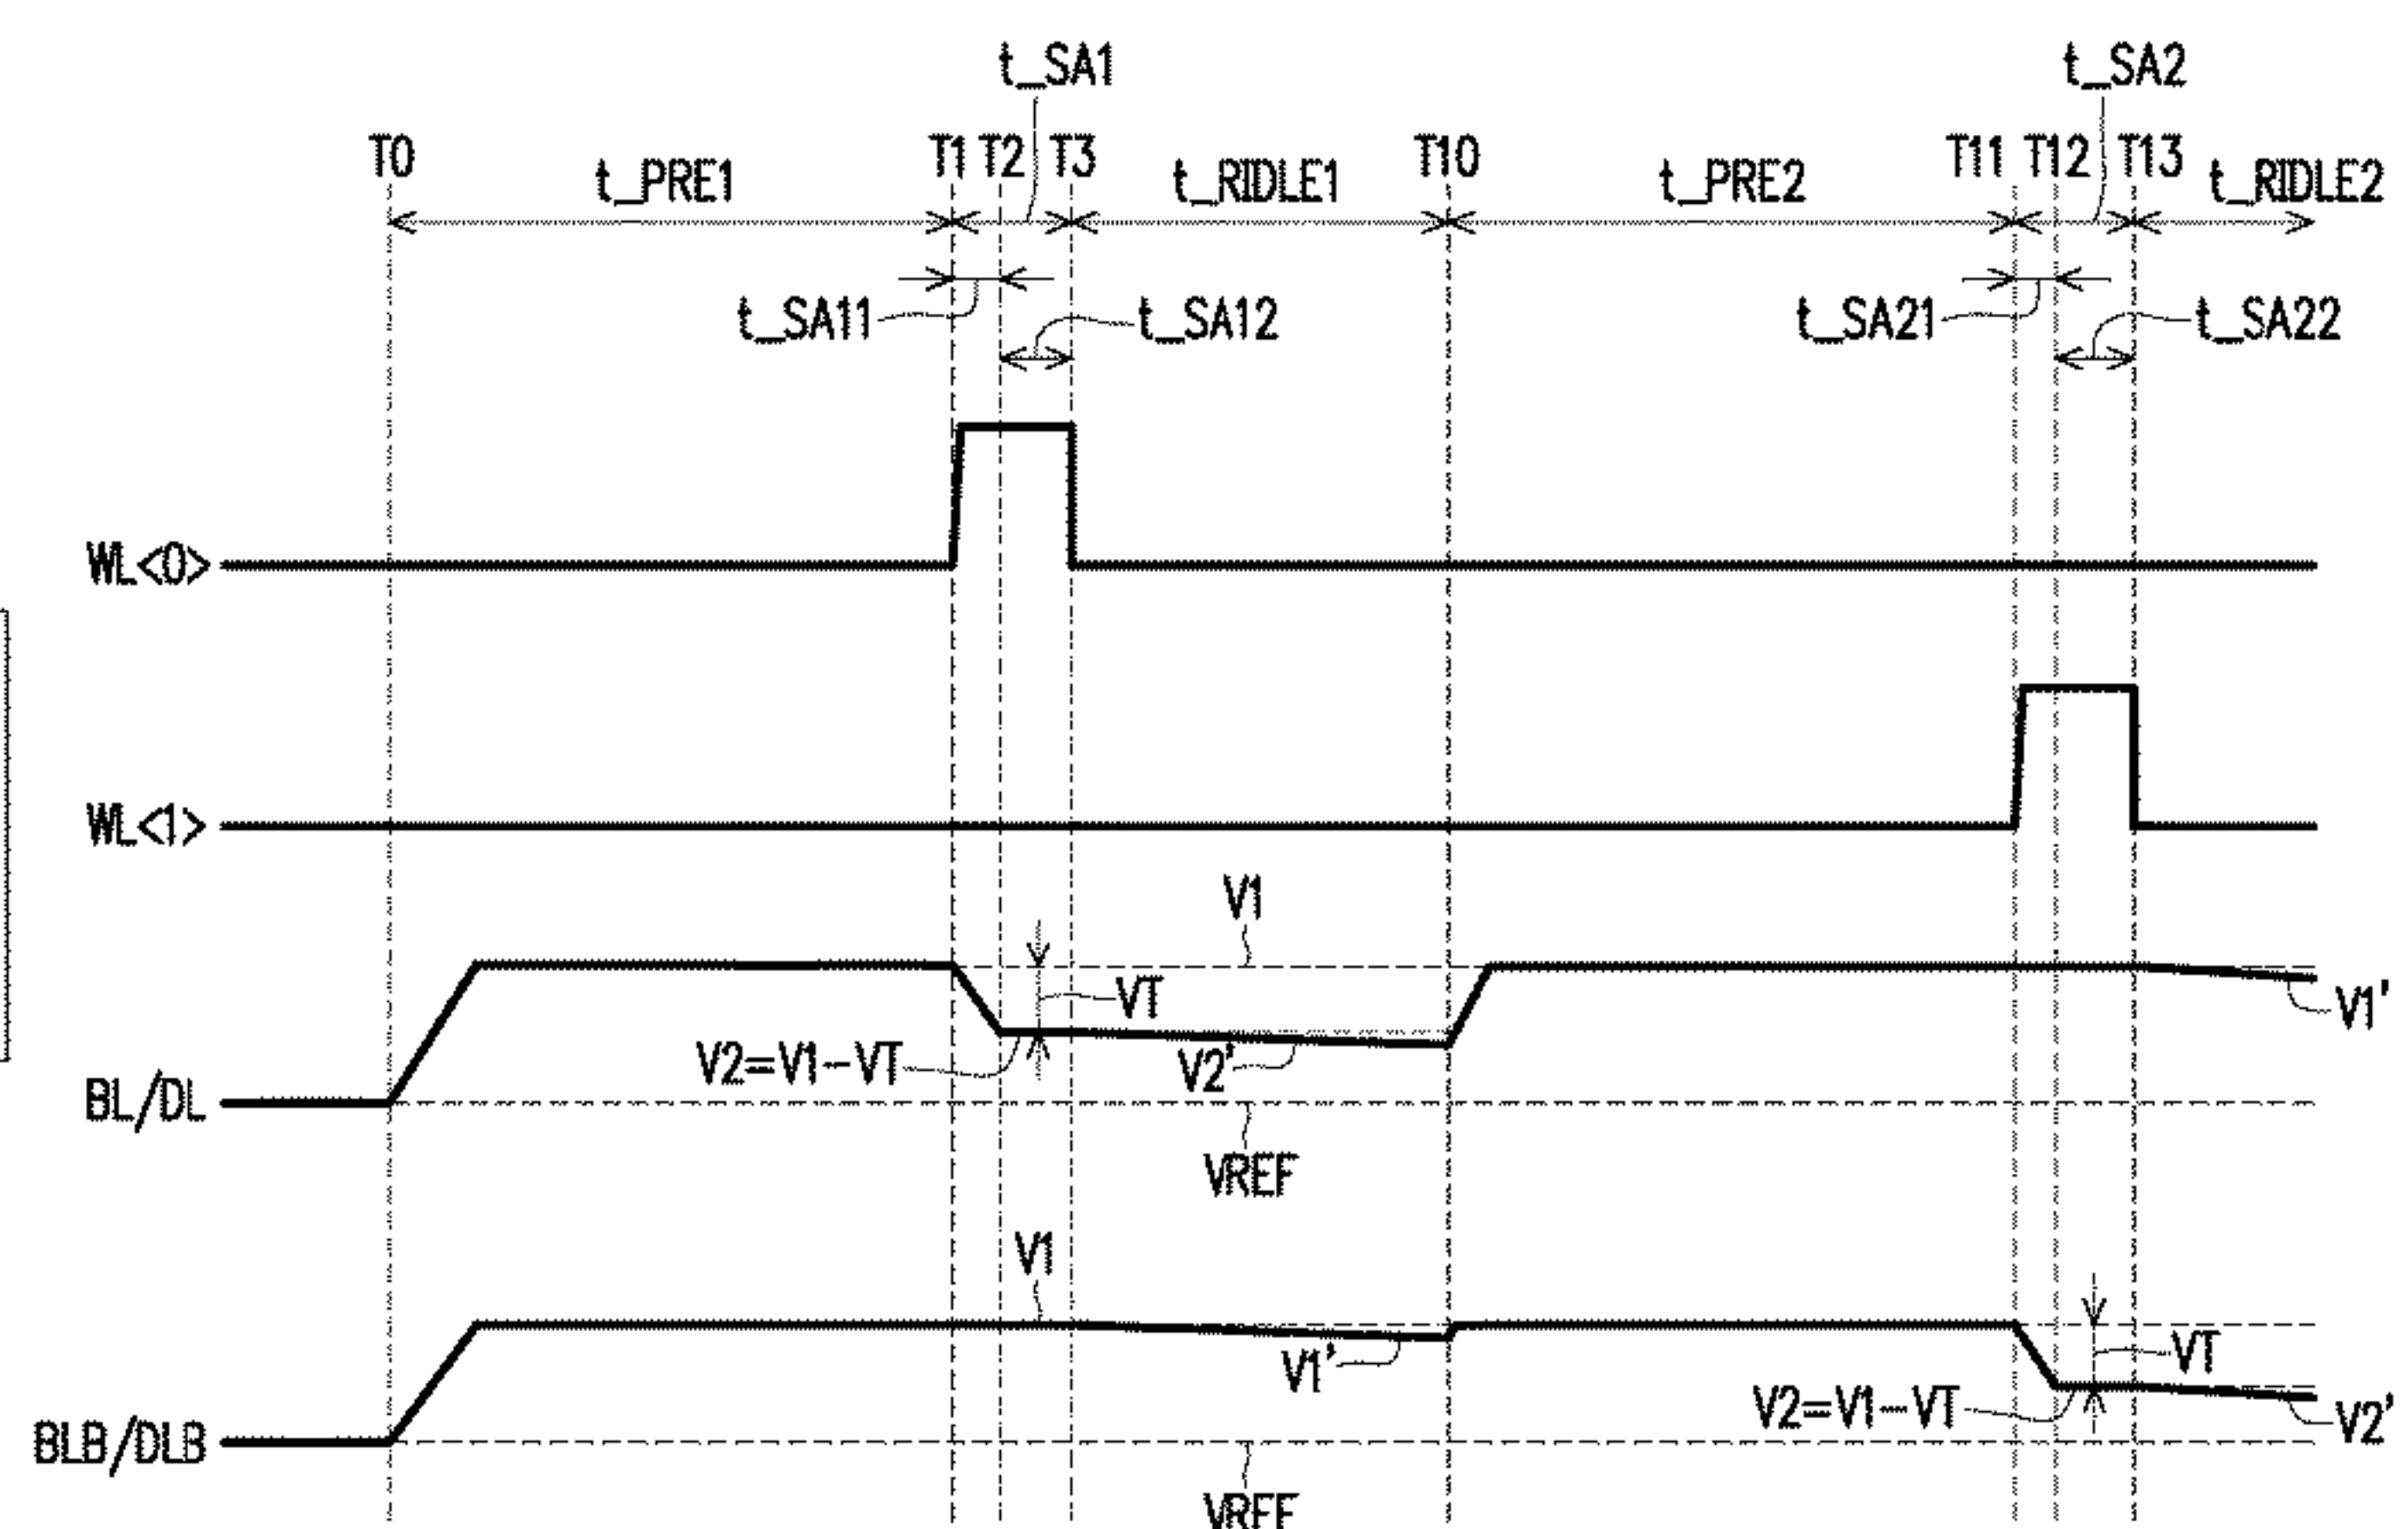 t_SA1 t_SA2
T0 T1 T2 T3 T10 T11 T12 T13
t_PRE1 t_RIDLE1 t_PRE2 t_RIDLE2
t_SA11 t_SA12 t_SA21 t_SA22
WL<0>
WL<1>
V1
VT V1'
V2=V1-VT V2'
BL/DL
VREF
V1
V1' VT
V2=V1-VT V2'
BLB/DLB
VREF